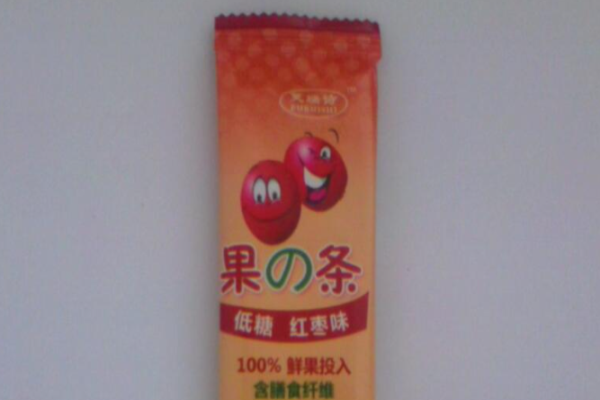 果の条
低糖 红枣味
100% 鲜果投入
含膳食纤维